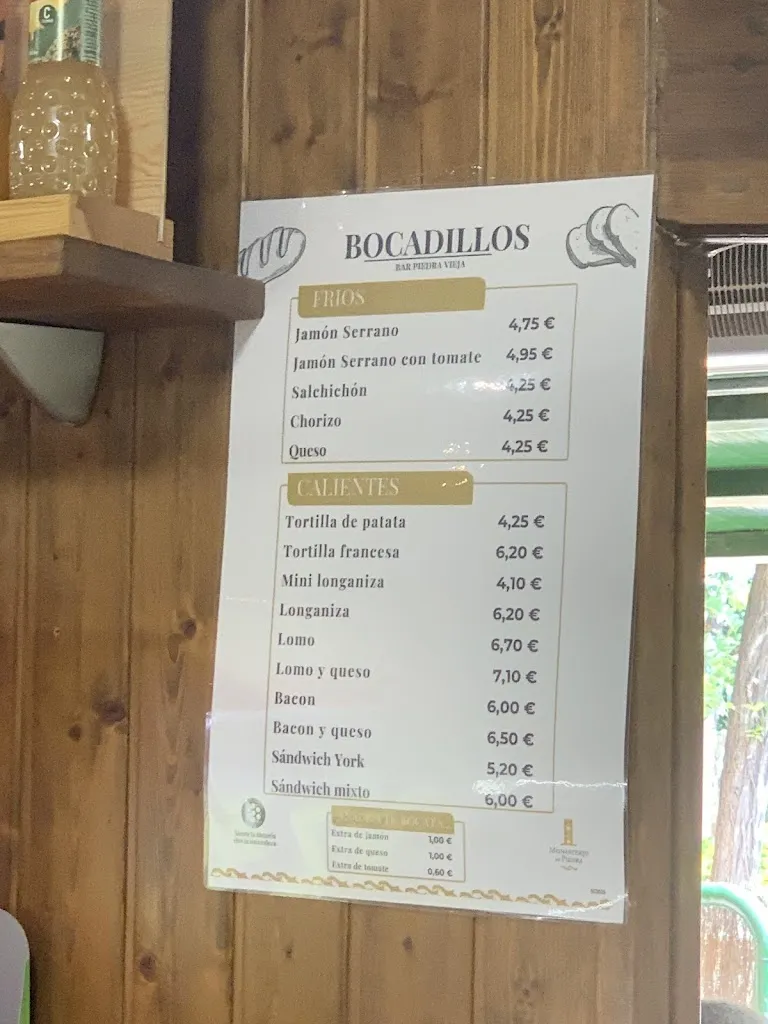 C
BOCADILLOS
BAR PIEDRA VIEJA
FRIOS
Jamón Serrano 4,75 €
Jamón Serrano con tomate 4,95 €
Salchichón 4,25 €
Chorizo 4,25 €
Queso 4,25 €
CALIENTES
Tortilla de patata 4,25 €
Tortilla francesa 6,20 €
Mini longaniza 4,10 €
Longaniza 6,20 €
Lomo 6,70 €
Lomo y queso 7,10 €
Bacon 6,00 €
Bacon y queso 6,50 €
Sándwich York 5,20 €
Sándwich mixto 6,00 €
Extra de jamón 1,00 €
Extra de queso 1,00 €
Extra de tomate 0,60 €
Monasterio
de Piedra